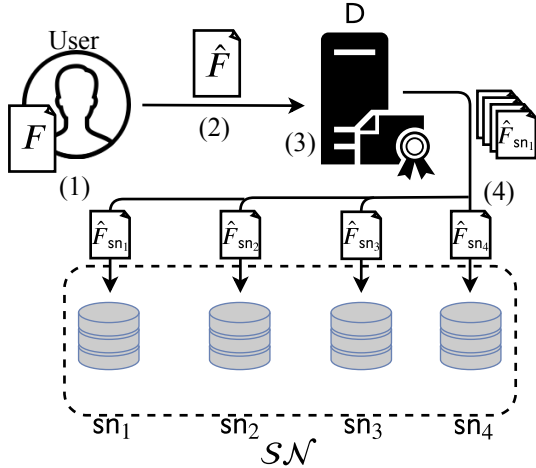 D
User
F̂
F
(2)
(3)
F̂sn₁
(1)
(4)
F̂sn₁ F̂sn₂ F̂sn₃ F̂sn₄
sn₁ sn₂ sn₃ sn₄
𝒮𝒩